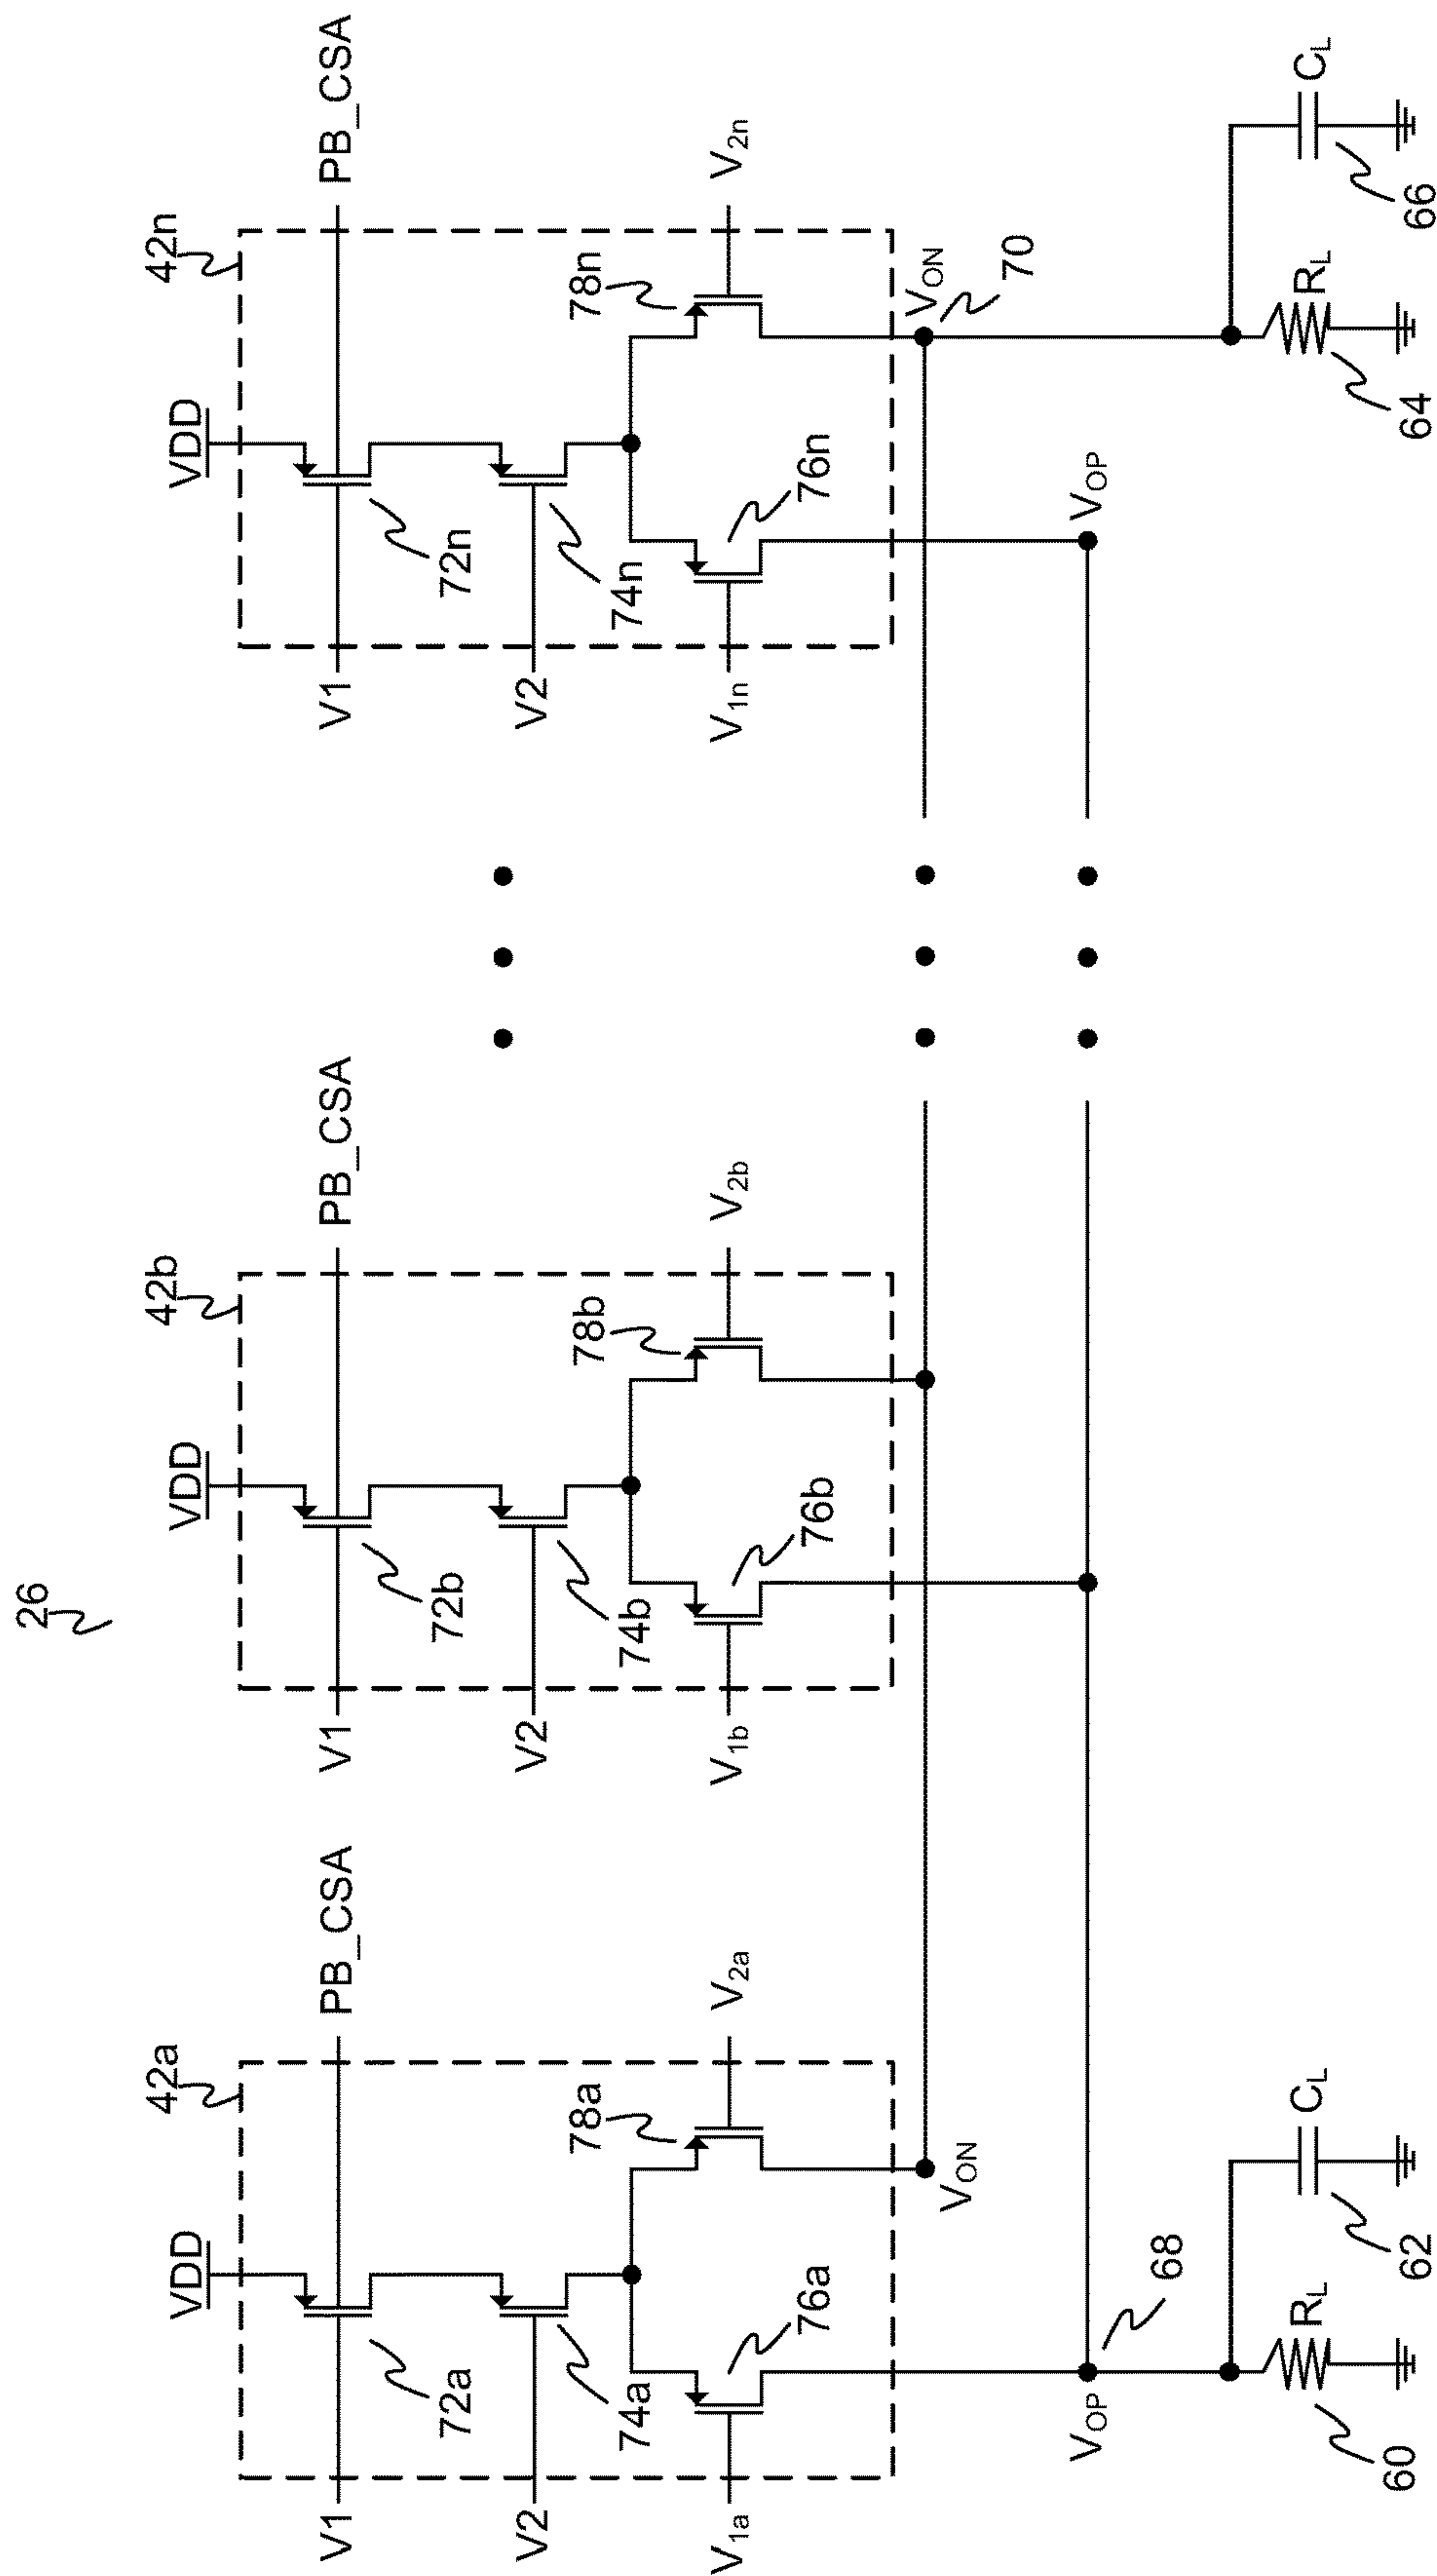 26
42a
VDD
V1
PB_CSA
72a
V2
74a
78a
V1a
V2a
76a
VON
VOP
68
RL
CL
60
62
42b
VDD
V1
PB_CSA
72b
V2
74b
78b
V1b
V2b
76b
42n
VDD
V1
PB_CSA
72n
V2
74n
78n
V1n
V2n
76n
VON
70
VOP
RL
CL
64
66